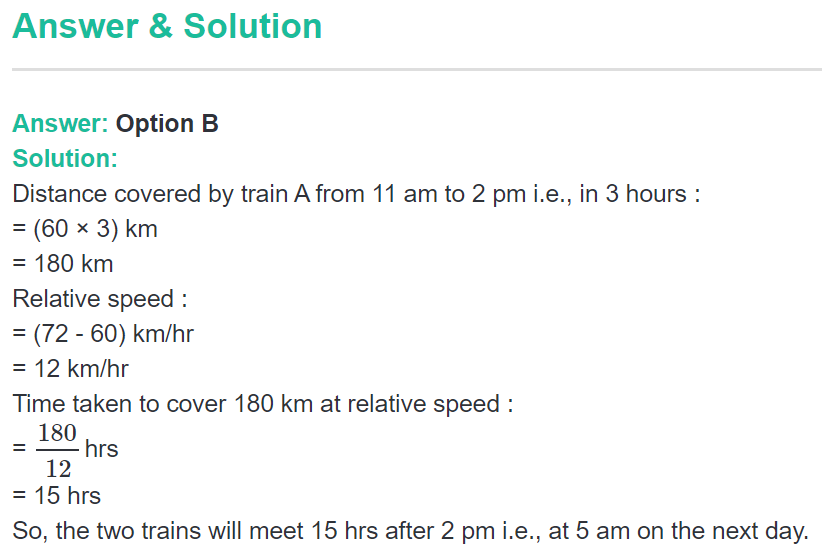 Answer & Solution
Answer: Option B
Solution:
Distance covered by train A from 11 am to 2 pm i.e., in 3 hours :
= (60 × 3) km
= 180 km
Relative speed :
= (72 - 60) km/hr
= 12 km/hr
Time taken to cover 180 km at relative speed :
= 180/12 hrs
= 15 hrs
So, the two trains will meet 15 hrs after 2 pm i.e., at 5 am on the next day.